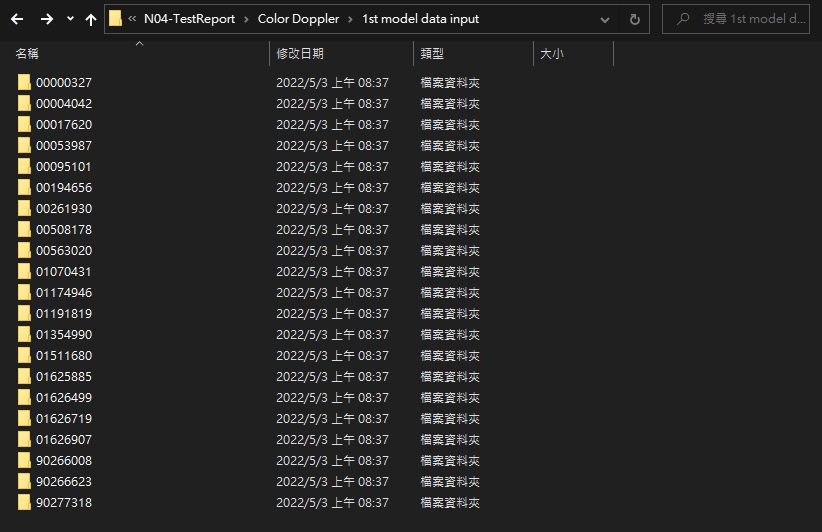 N04-TestReport › Color Doppler › 1st model data input 搜尋 1st model d...
名稱 修改日期 類型 大小
00000327 2022/5/3 上午 08:37 檔案資料夾
00004042 2022/5/3 上午 08:37 檔案資料夾
00017620 2022/5/3 上午 08:37 檔案資料夾
00053987 2022/5/3 上午 08:37 檔案資料夾
00095101 2022/5/3 上午 08:37 檔案資料夾
00194656 2022/5/3 上午 08:37 檔案資料夾
00261930 2022/5/3 上午 08:37 檔案資料夾
00508178 2022/5/3 上午 08:37 檔案資料夾
00563020 2022/5/3 上午 08:37 檔案資料夾
01070431 2022/5/3 上午 08:37 檔案資料夾
01174946 2022/5/3 上午 08:37 檔案資料夾
01191819 2022/5/3 上午 08:37 檔案資料夾
01354990 2022/5/3 上午 08:37 檔案資料夾
01511680 2022/5/3 上午 08:37 檔案資料夾
01625885 2022/5/3 上午 08:37 檔案資料夾
01626499 2022/5/3 上午 08:37 檔案資料夾
01626719 2022/5/3 上午 08:37 檔案資料夾
01626907 2022/5/3 上午 08:37 檔案資料夾
90266008 2022/5/3 上午 08:37 檔案資料夾
90266623 2022/5/3 上午 08:37 檔案資料夾
90277318 2022/5/3 上午 08:37 檔案資料夾